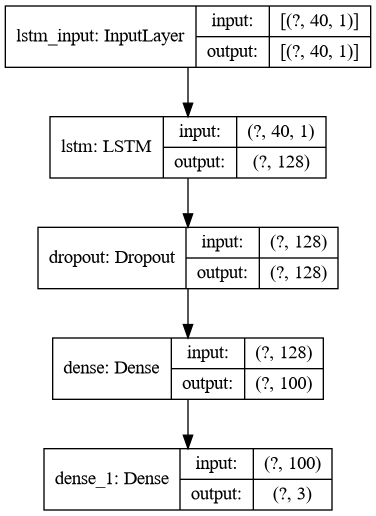 lstm_input: InputLayer
input:
[(?, 40, 1)]
output:
[(?, 40, 1)]
lstm: LSTM
input:
(?, 40, 1)
output:
(?, 128)
dropout: Dropout
input:
(?, 128)
output:
(?, 128)
dense: Dense
input:
(?, 128)
output:
(?, 100)
dense_1: Dense
input:
(?, 100)
output:
(?, 3)